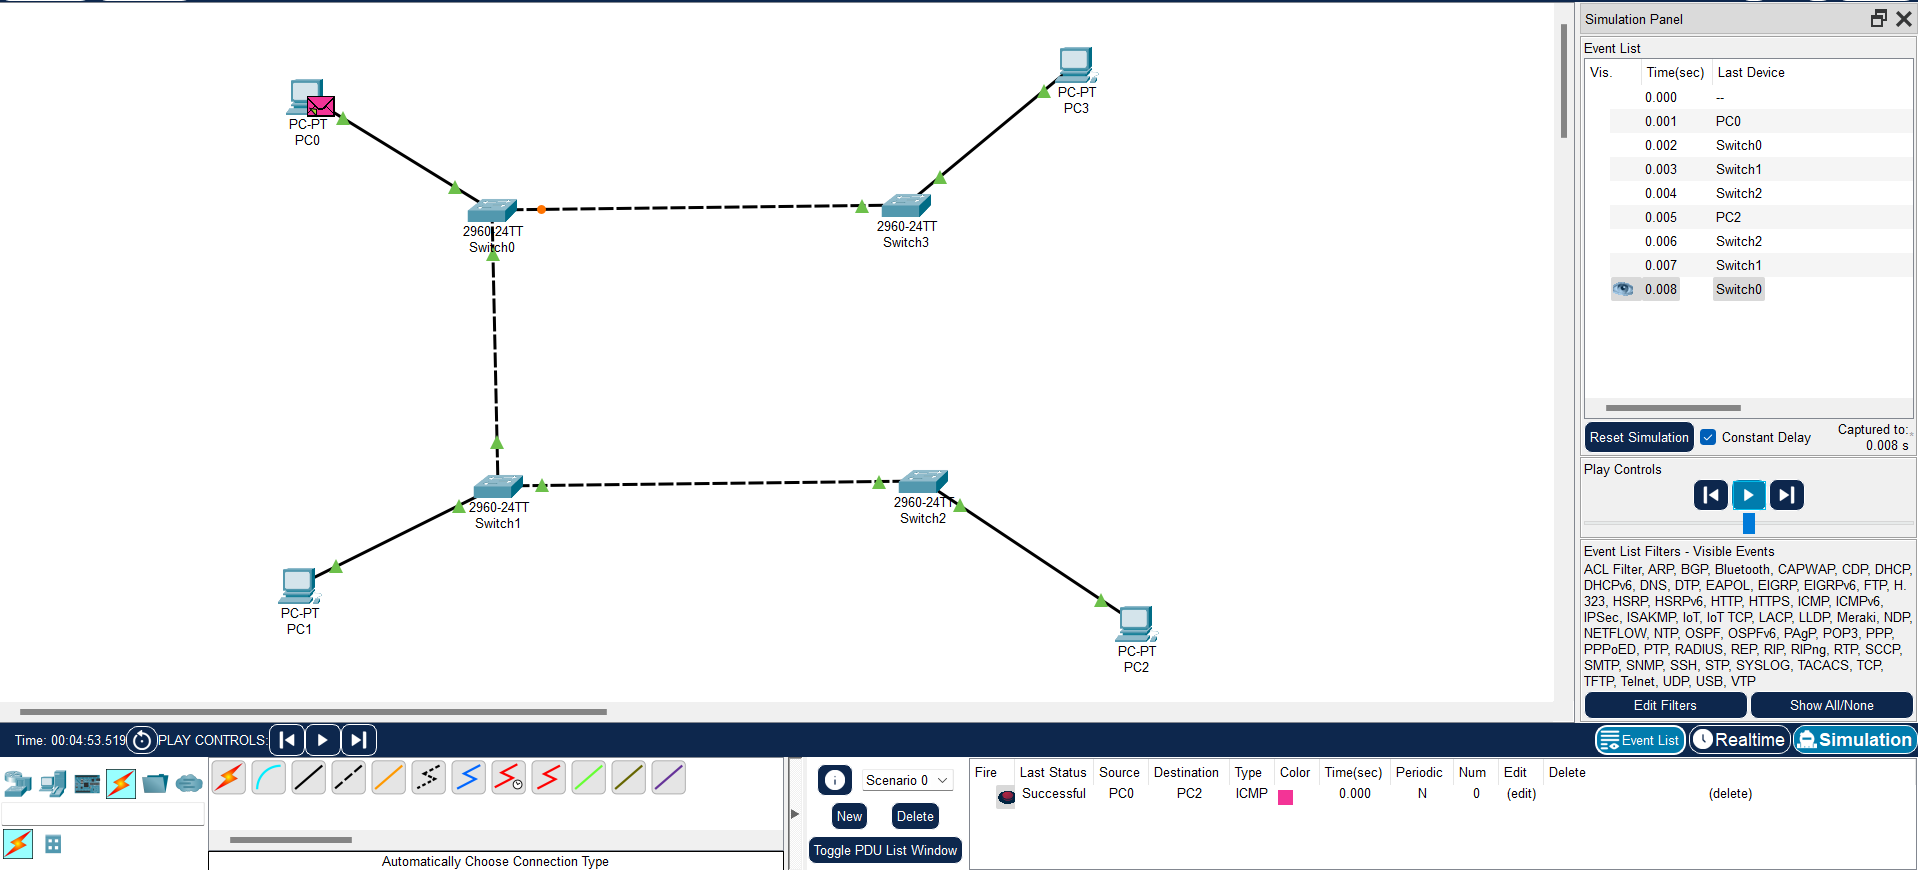 PC-PT
PC0
PC-PT
PC3
2960-24TT
Switch0
2960-24TT
Switch3
2960-24TT
Switch1
2960-24TT
Switch2
PC-PT
PC1
PC-PT
PC2
Simulation Panel
Event List
Vis. Time(sec) Last Device
0.000 --
0.001 PC0
0.002 Switch0
0.003 Switch1
0.004 Switch2
0.005 PC2
0.006 Switch2
0.007 Switch1
0.008 Switch0
Reset Simulation Constant Delay Captured to:
0.008 s
Play Controls
Event List Filters - Visible Events
ACL Filter, ARP, BGP, Bluetooth, CAPWAP, CDP, DHCP,
DHCPv6, DNS, DTP, EAPOL, EIGRP, EIGRPv6, FTP, H.
323, HSRP, HSRPv6, HTTP, HTTPS, ICMP, ICMPv6,
IPSec, ISAKMP, IoT, IoT TCP, LACP, LLDP, Meraki, NDP,
NETFLOW, NTP, OSPF, OSPFv6, PAgP, POP3, PPP,
PPPoED, PTP, RADIUS, REP, RIP, RIPng, RTP, SCCP,
SMTP, SNMP, SSH, STP, SYSLOG, TACACS, TCP,
TFTP, Telnet, UDP, USB, VTP
Edit Filters Show All/None
Time: 00:04:53.519 PLAY CONTROLS: Event List Realtime Simulation
Automatically Choose Connection Type
Scenario 0
New Delete
Toggle PDU List Window
Fire Last Status Source Destination Type Color Time(sec) Periodic Num Edit Delete
Successful PC0 PC2 ICMP 0.000 N 0 (edit) (delete)